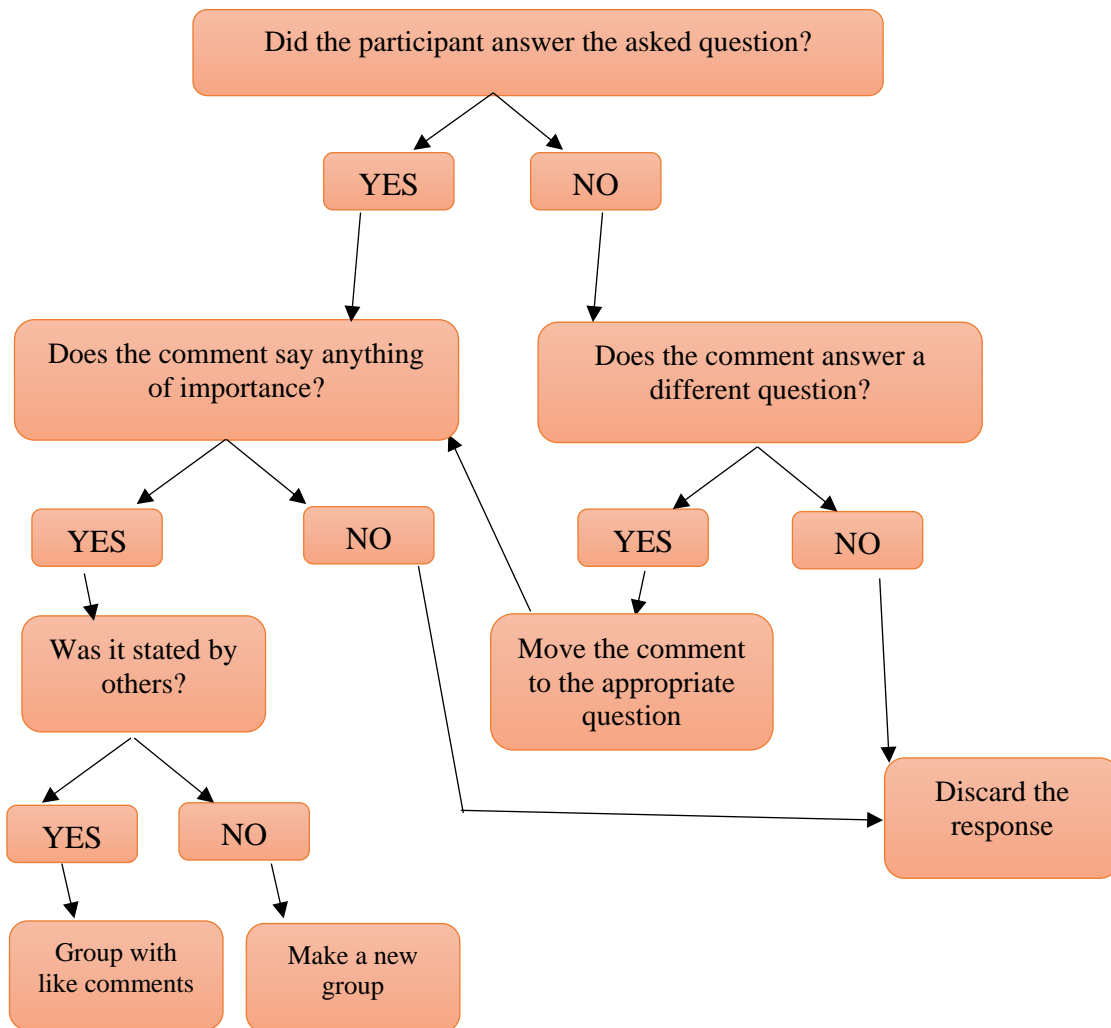 Did the participant answer the asked question?
YES
NO
Does the comment say anything
of importance?
Does the comment answer a
different question?
YES
NO
YES
NO
Was it stated by
others?
Move the comment
to the appropriate
question
Discard the
response
YES
NO
Group with
like comments
Make a new
group